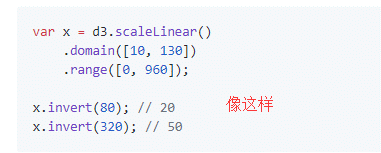 var x = d3.scaleLinear()
    .domain([10, 130])
    .range([0, 960]);

x.invert(80); // 20
像这样
x.invert(320); // 50